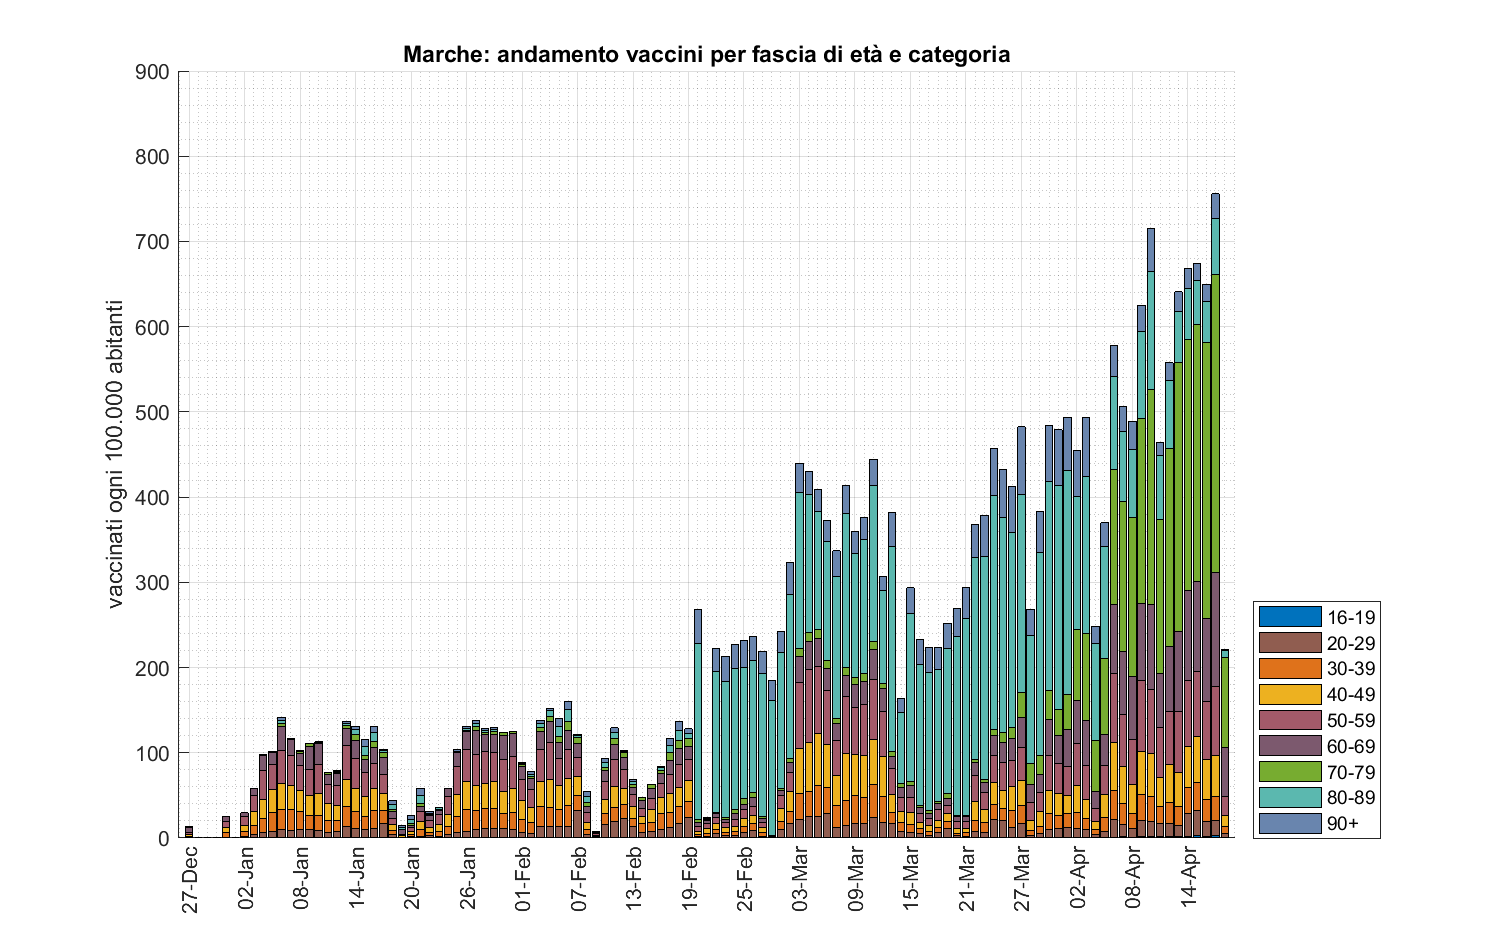 Marche: andamento vaccini per fascia di età e categoria
vaccinati ogni 100.000 abitanti
900
800
700
600
500
400
300
200
100
0
27-Dec
02-Jan
08-Jan
14-Jan
20-Jan
26-Jan
01-Feb
07-Feb
13-Feb
19-Feb
25-Feb
03-Mar
09-Mar
15-Mar
21-Mar
27-Mar
02-Apr
08-Apr
14-Apr
16-19
20-29
30-39
40-49
50-59
60-69
70-79
80-89
90+